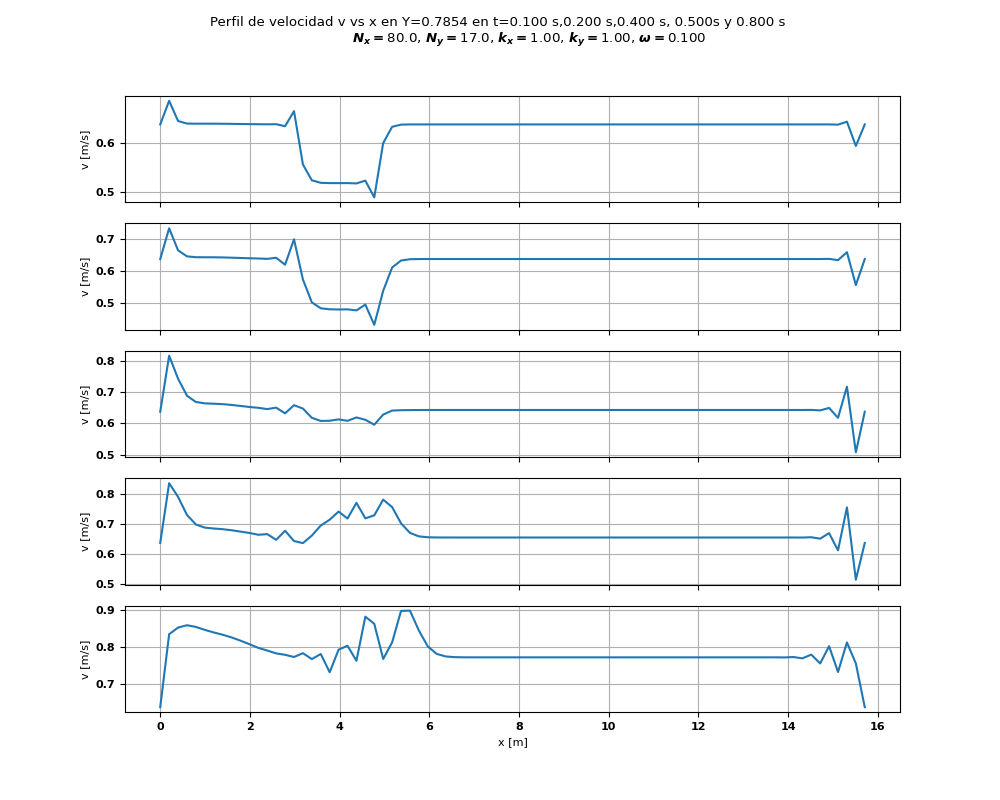 Perfil de velocidad v vs x en Y=0.7854 en t=0.100 s,0.200 s,0.400 s, 0.500s y 0.800 s
N_x = 80.0, N_y = 17.0, k_x = 1.00, k_y = 1.00, ω = 0.100
0.6
0.5
v [m/s]
0.7
0.6
0.5
v [m/s]
0.8
0.7
0.6
0.5
v [m/s]
0.8
0.7
0.6
0.5
v [m/s]
0.9
0.8
0.7
v [m/s]
0 2 4 6 8 10 12 14 16
x [m]